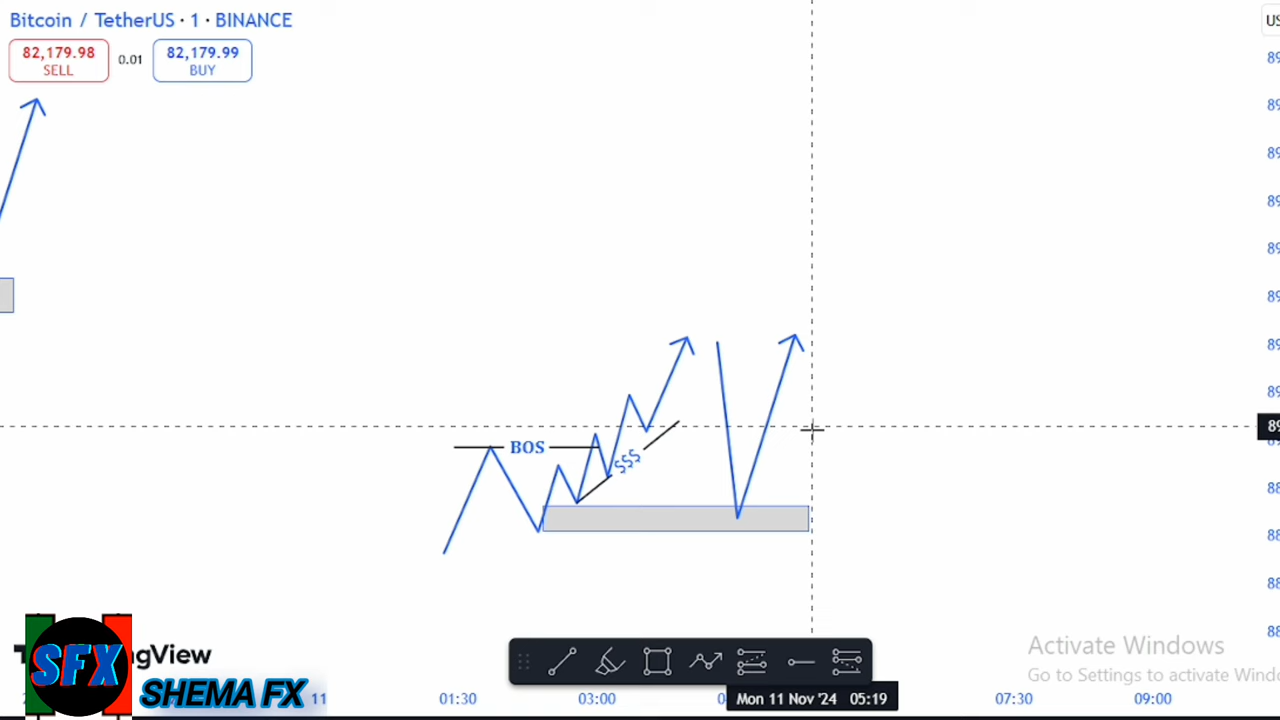 Bitcoin / TetherUS · 1 · BINANCE
82,179.98
SELL
0.01
82,179.99
BUY
BOS
$$$
SFX
SHEMA FX
gView
Activate Windows
Go to Settings to activate Wind
11
01:30
03:00
Mon 11 Nov '24 05:19
07:30
09:00